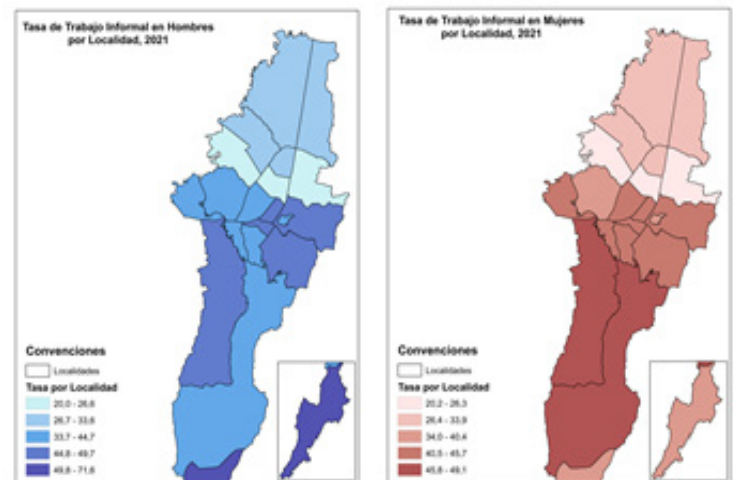 Tasa de Trabajo Informal en Hombres
por Localidad, 2021
Convenciones
Localidades
Tasa por Localidad
20,0 - 26,6
26,7 - 33,6
33,7 - 44,7
44,8 - 49,7
49,8 - 71,6
Tasa de Trabajo Informal en Mujeres
por Localidad, 2021
Convenciones
Localidades
Tasa por Localidad
20,2 - 26,3
26,4 - 33,9
34,0 - 40,4
40,5 - 45,7
45,8 - 49,1